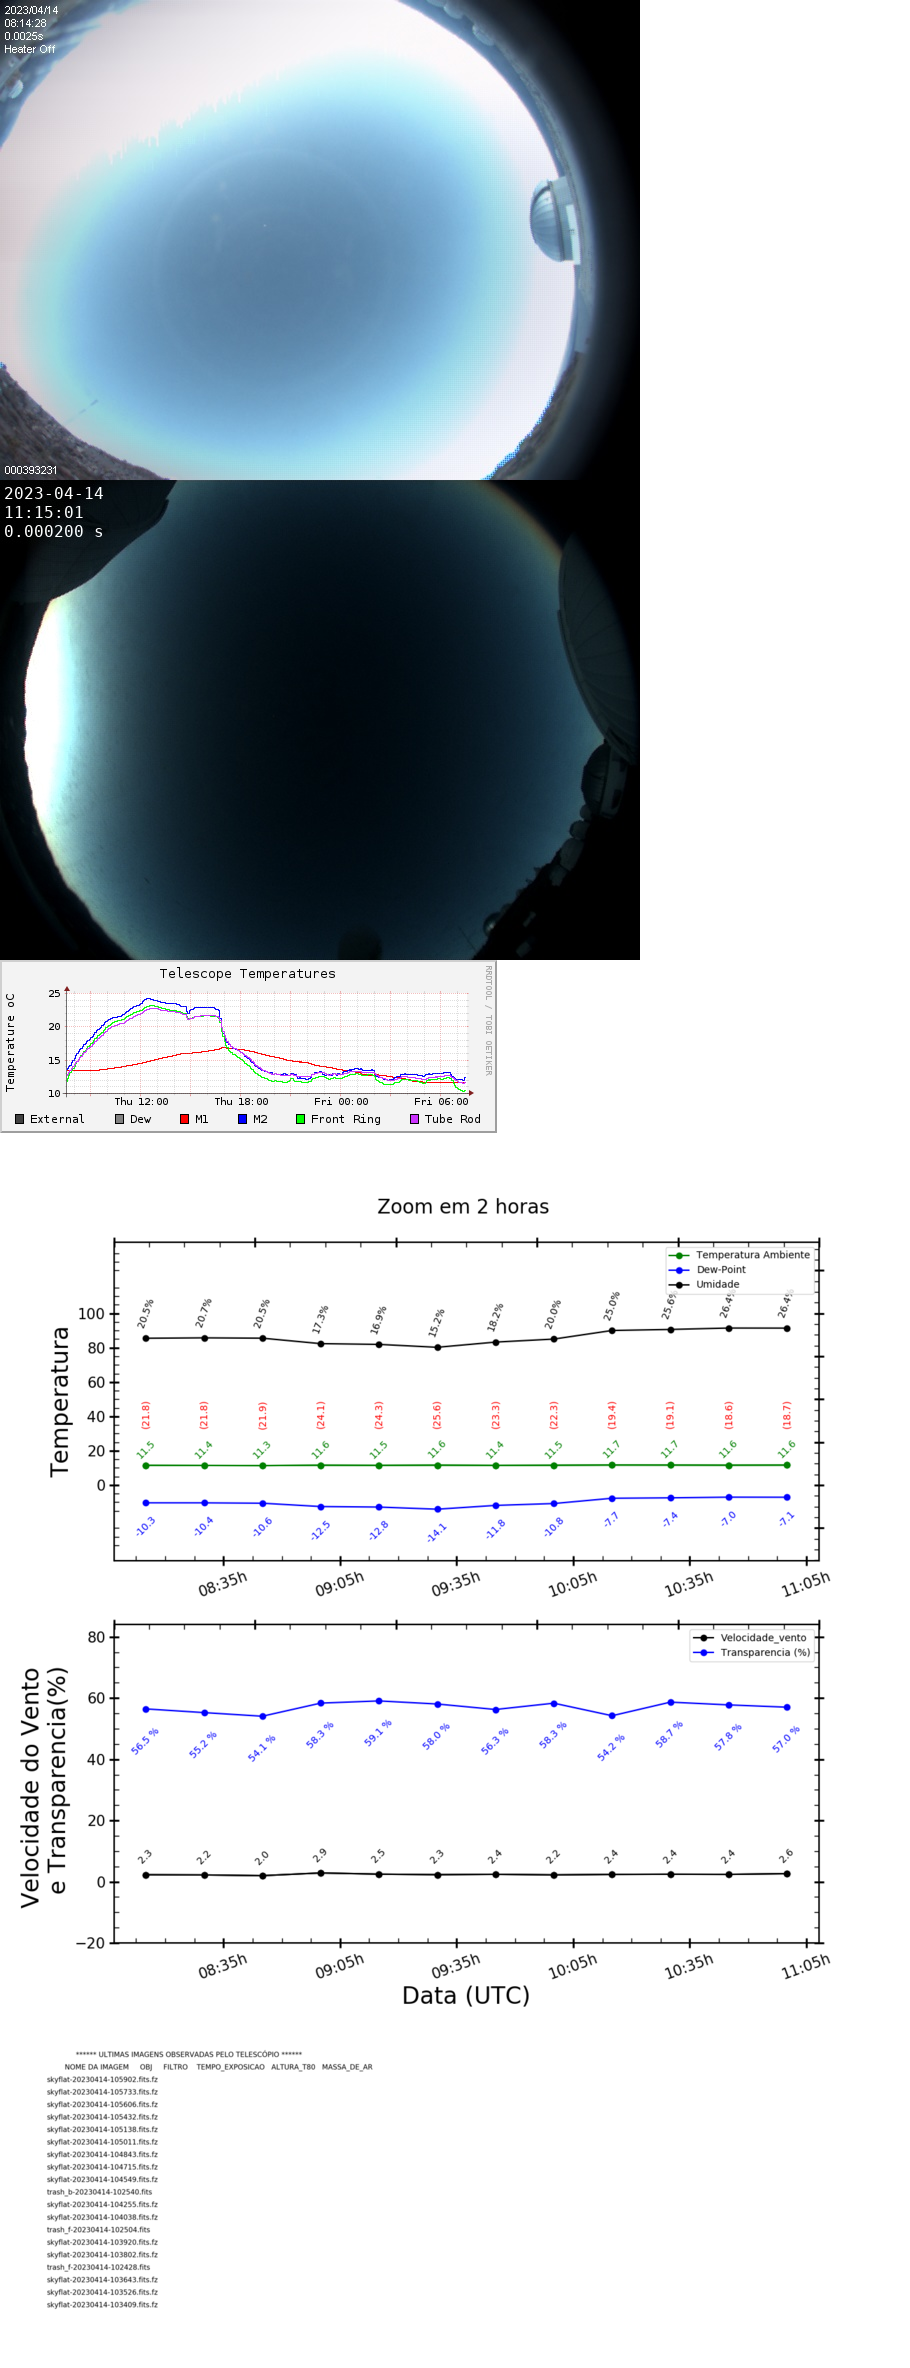 2023/04/14
08:14:28
0.0025s
Heater Off
000393231
2023-04-14
11:15:01
0.000200 s
Telescope Temperatures
RRDTOOL / TOBI OETIKER
Temperature oC
25
20
15
10
Thu 12:00 Thu 18:00 Fri 00:00 Fri 06:00
External Dew M1 M2 Front Ring Tube Rod
Zoom em 2 horas
Temperatura Ambiente
Dew-Point
Umidade
Temperatura
100
80
60
40
20
0
20.5% 20.7% 20.5% 17.3% 16.9% 15.2% 18.2% 20.0% 25.0% 25.6% 26.4% 26.4%
(21.8) (21.8) (21.9) (24.1) (24.3) (25.6) (23.3) (22.3) (19.4) (19.1) (18.6) (18.7)
11.5 11.4 11.3 11.6 11.5 11.6 11.4 11.5 11.7 11.7 11.6 11.6
-10.3 -10.4 -10.6 -12.5 -12.8 -14.1 -11.8 -10.8 -7.7 -7.4 -7.0 -7.1
08:35h 09:05h 09:35h 10:05h 10:35h 11:05h
Velocidade_vento
Transparencia (%)
Velocidade do Vento
e Transparencia(%)
80
60
40
20
0
−20
56.5 % 55.2 % 54.1 % 58.3 % 59.1 % 58.0 % 56.3 % 58.3 % 54.2 % 58.7 % 57.8 % 57.0 %
2.3 2.2 2.0 2.9 2.5 2.3 2.4 2.2 2.4 2.4 2.4 2.6
08:35h 09:05h 09:35h 10:05h 10:35h 11:05h
Data (UTC)
****** ULTIMAS IMAGENS OBSERVADAS PELO TELESCÓPIO ******
NOME DA IMAGEM OBJ FILTRO TEMPO_EXPOSICAO ALTURA_T80 MASSA_DE_AR
skyflat-20230414-105902.fits.fz
skyflat-20230414-105733.fits.fz
skyflat-20230414-105606.fits.fz
skyflat-20230414-105432.fits.fz
skyflat-20230414-105138.fits.fz
skyflat-20230414-105011.fits.fz
skyflat-20230414-104843.fits.fz
skyflat-20230414-104715.fits.fz
skyflat-20230414-104549.fits.fz
trash_b-20230414-102540.fits
skyflat-20230414-104255.fits.fz
skyflat-20230414-104038.fits.fz
trash_f-20230414-102504.fits
skyflat-20230414-103920.fits.fz
skyflat-20230414-103802.fits.fz
trash_f-20230414-102428.fits
skyflat-20230414-103643.fits.fz
skyflat-20230414-103526.fits.fz
skyflat-20230414-103409.fits.fz